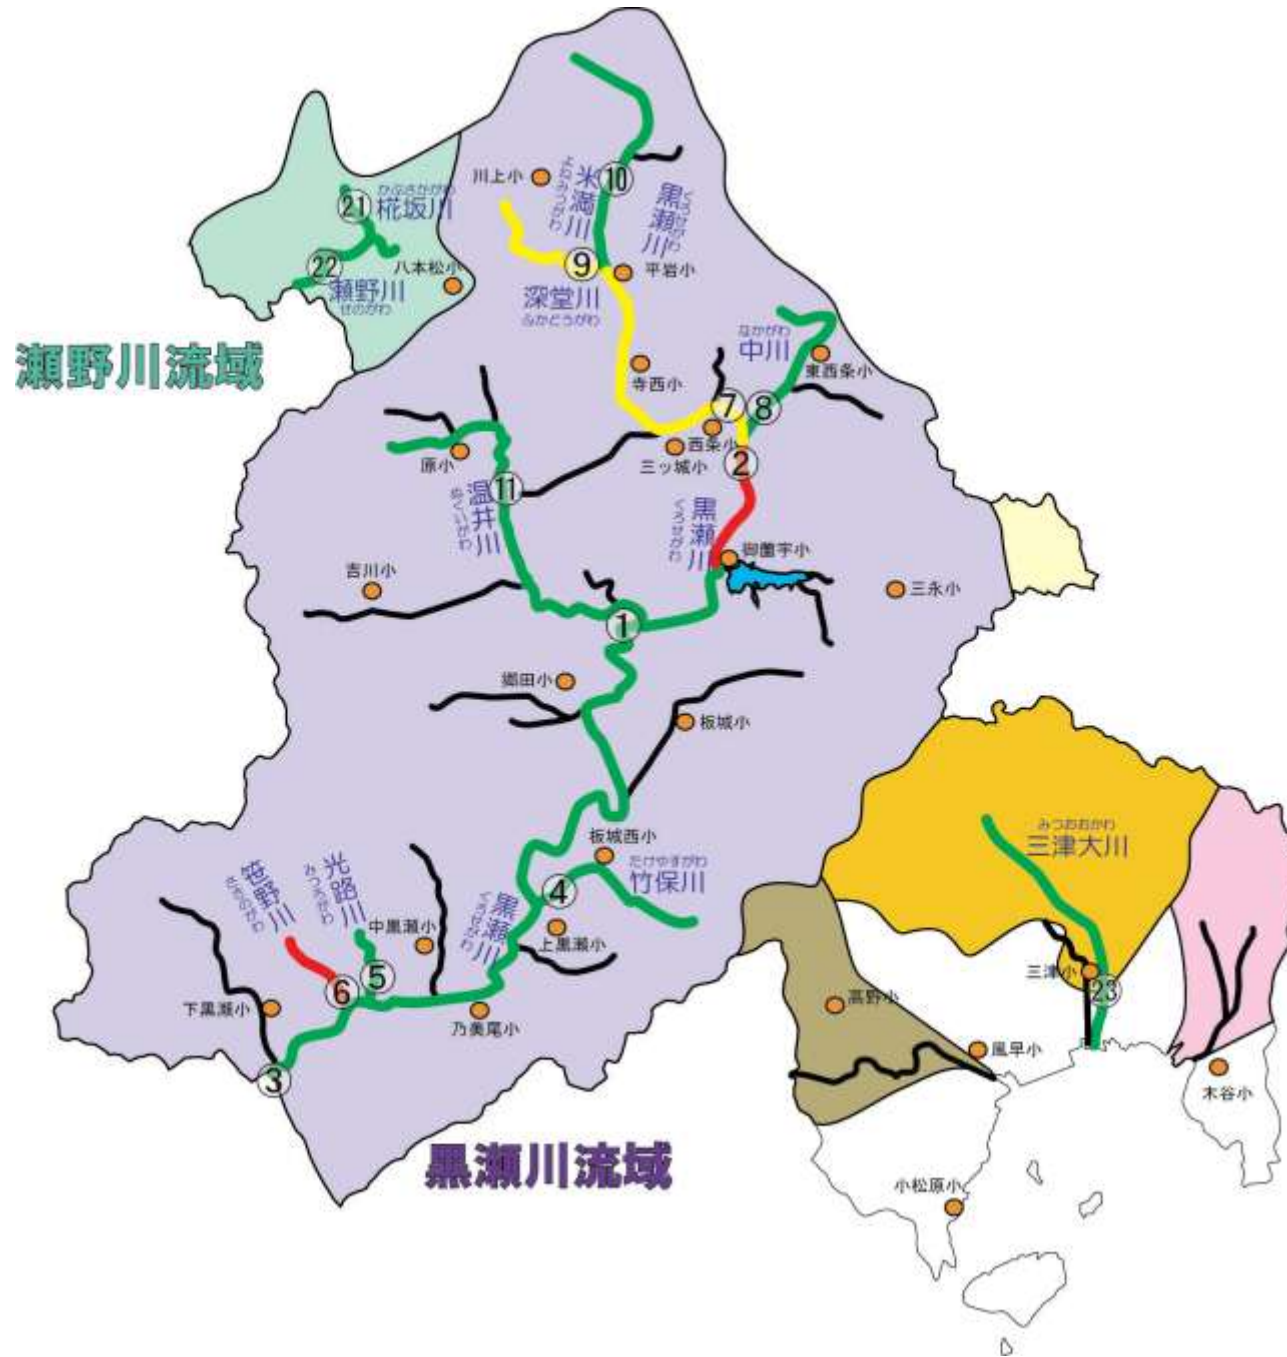 川上小
よねみつがわ
米満川
⑩
くろせがわ
黒瀬川
㉑
かぶさかがわ
椛坂川
㉒
瀬野川
せのがわ
八本松小
⑨
平岩小
深堂川
ふかどうがわ
瀬野川流域
なかがわ
中川
東西条小
寺西小
⑦
⑧
西条小
三ッ城小
②
原小
⑪
温井川
ぬくいがわ
黒瀬川
くろせがわ
御薗宇小
吉川小
三永小
①
郷田小
板城小
板城西小
たけやすがわ
竹保川
④
上黒瀬小
黒瀬川
くろせがわ
笹野川
ささのがわ
光路川
みつろがわ
中黒瀬小
⑤
⑥
下黒瀬小
乃美尾小
③
黒瀬川流域
みつおおかわ
三津大川
三津小
㉓
高野小
風早小
木谷小
小松原小